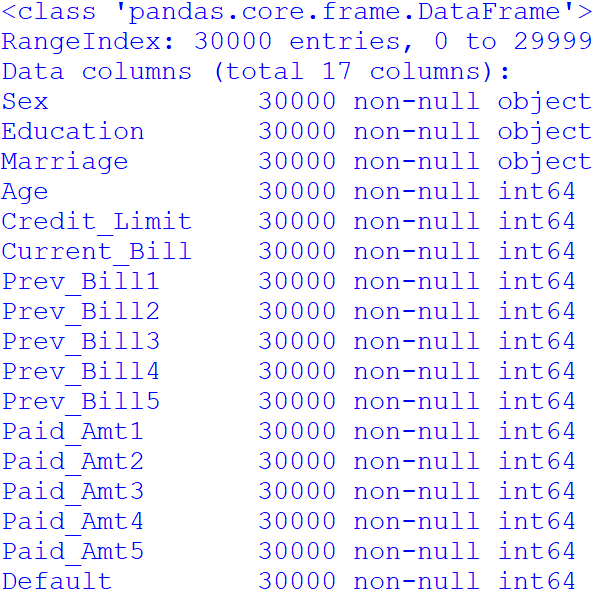 <class 'pandas.core.frame.DataFrame'>
RangeIndex: 30000 entries, 0 to 29999
Data columns (total 17 columns):
Sex             30000 non-null object
Education       30000 non-null object
Marriage        30000 non-null object
Age             30000 non-null int64
Credit_Limit    30000 non-null int64
Current_Bill    30000 non-null int64
Prev_Bill1      30000 non-null int64
Prev_Bill2      30000 non-null int64
Prev_Bill3      30000 non-null int64
Prev_Bill4      30000 non-null int64
Prev_Bill5      30000 non-null int64
Paid_Amt1       30000 non-null int64
Paid_Amt2       30000 non-null int64
Paid_Amt3       30000 non-null int64
Paid_Amt4       30000 non-null int64
Paid_Amt5       30000 non-null int64
Default         30000 non-null int64